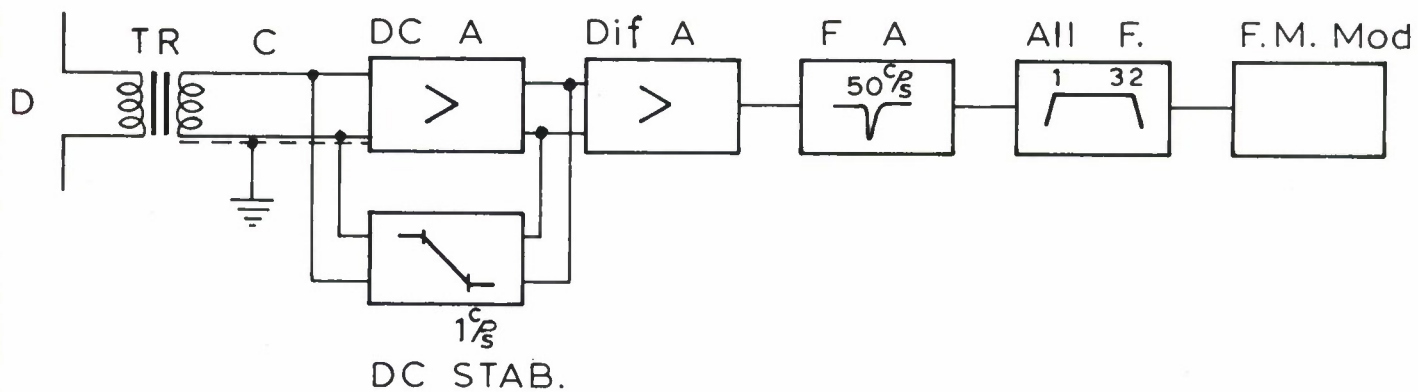 TR C DC A Dif A F A All F. F.M. Mod
50 c/s 1 32
D >  >
1 c/s
DC STAB.